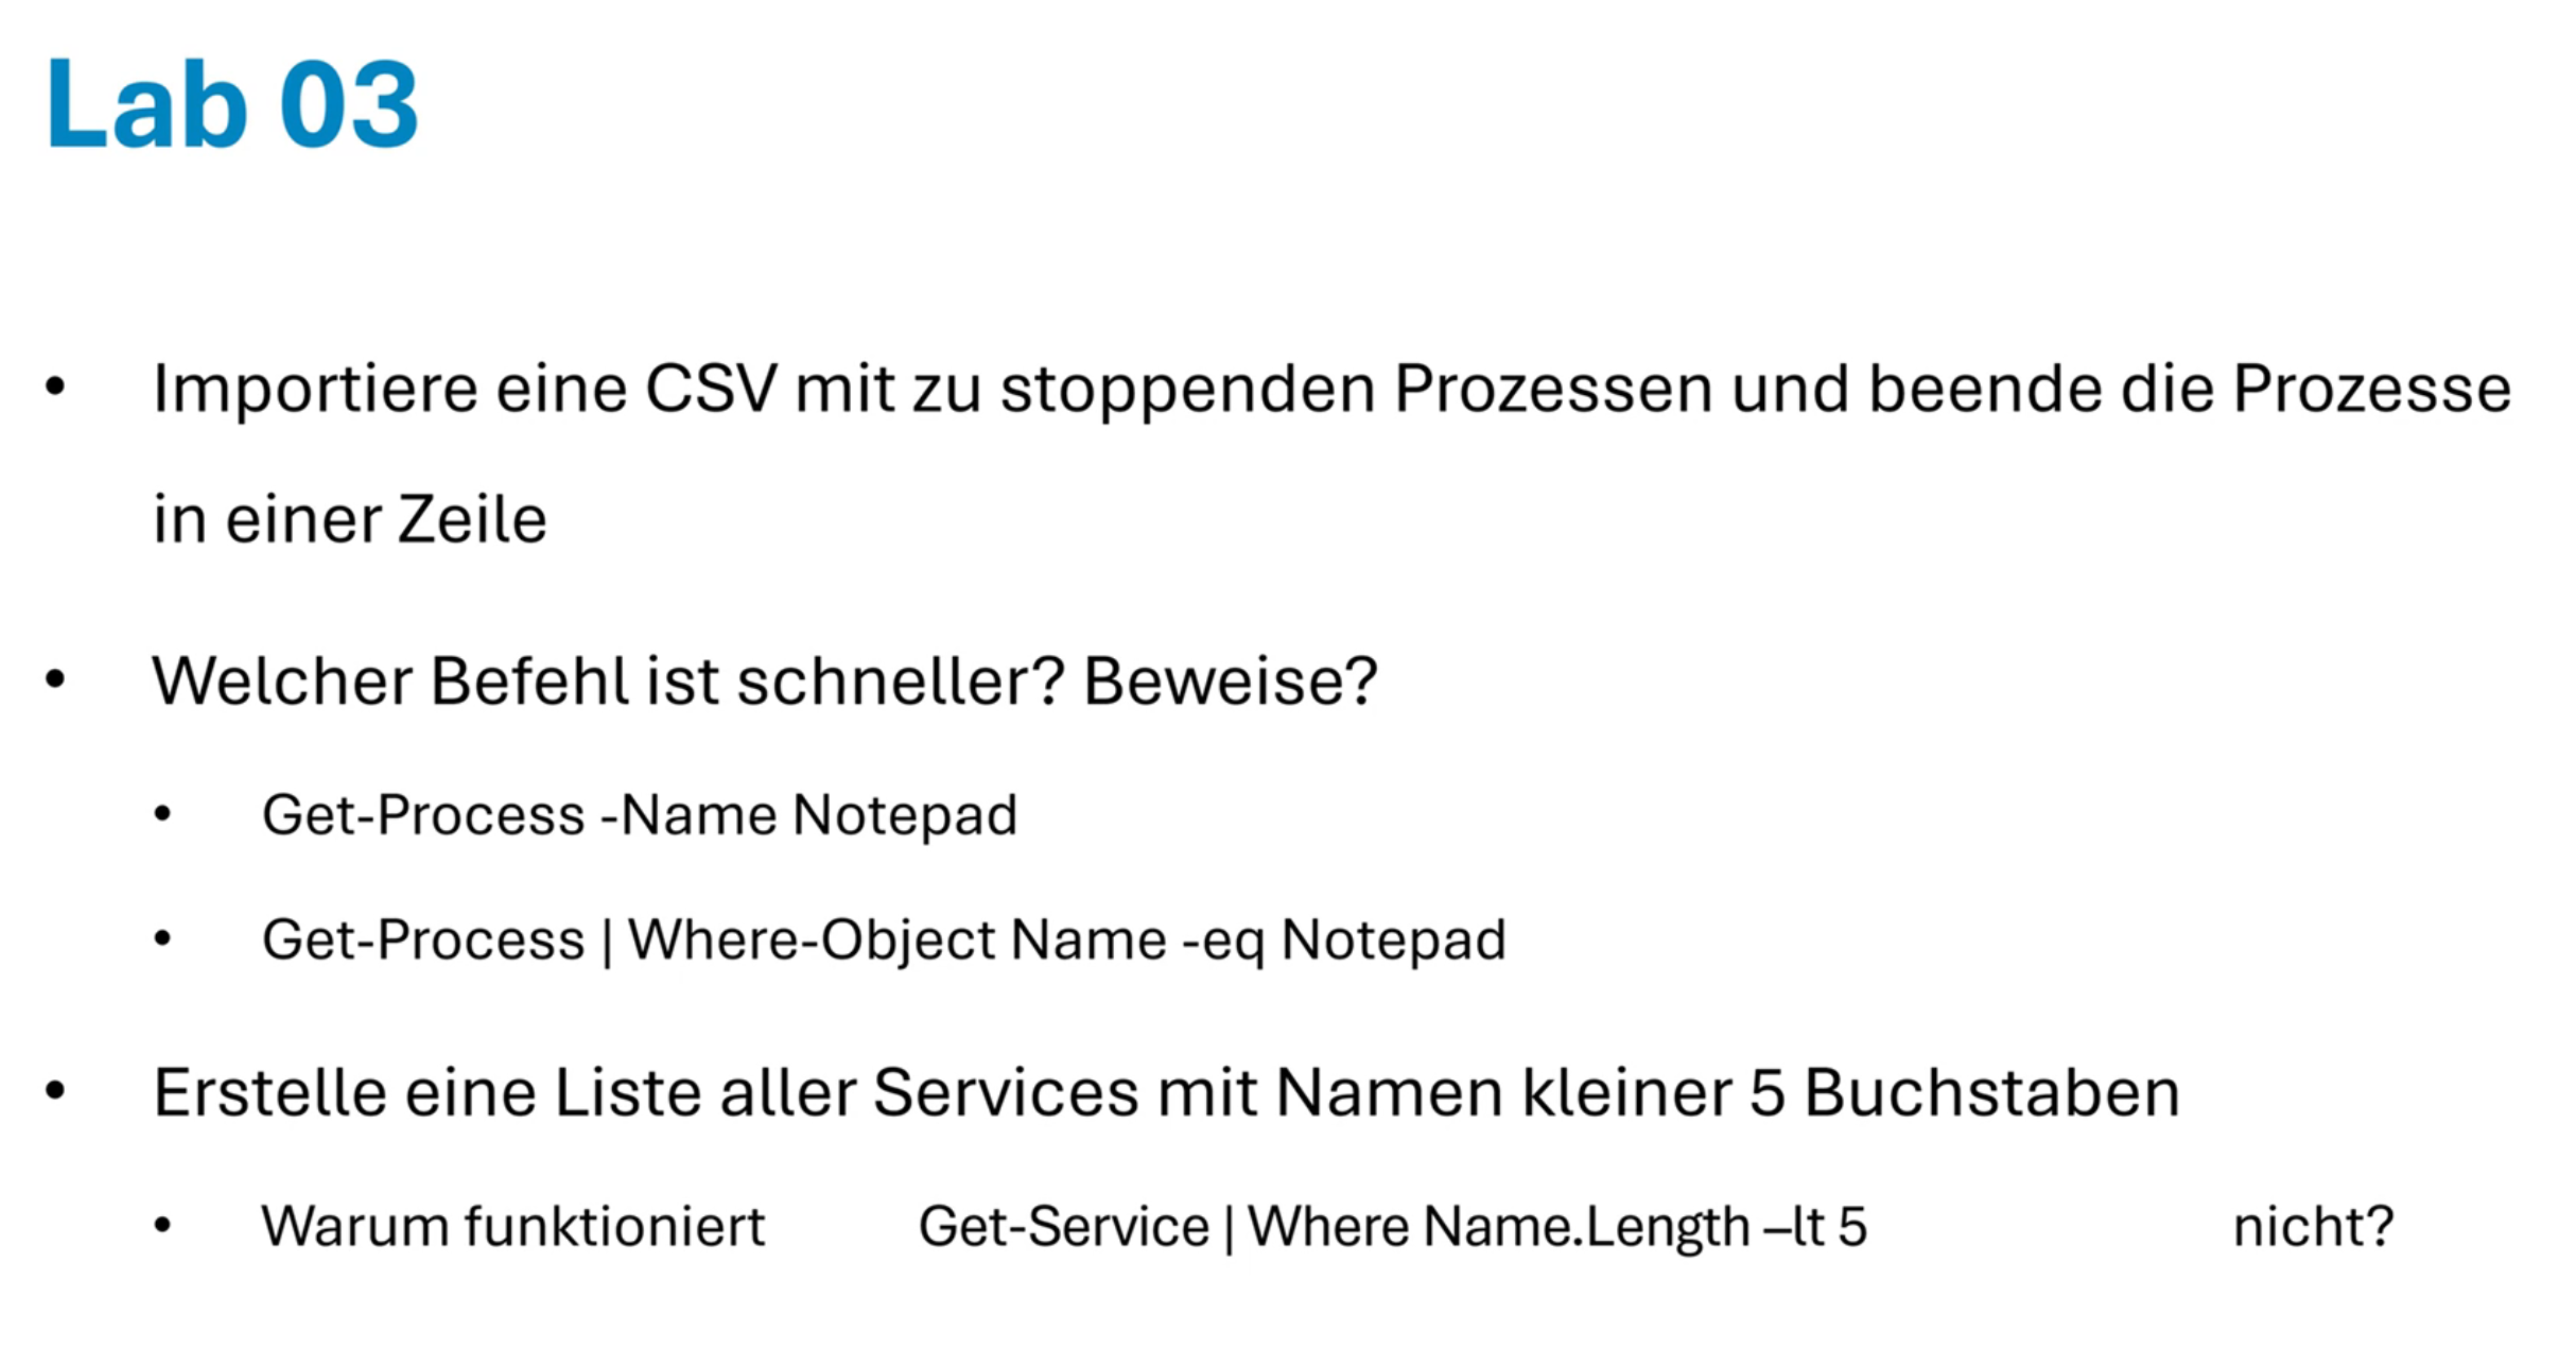 Lab 03
• Importiere eine CSV mit zu stoppenden Prozessen und beende die Prozesse
in einer Zeile
• Welcher Befehl ist schneller? Beweise?
• Get-Process -Name Notepad
• Get-Process | Where-Object Name -eq Notepad
• Erstelle eine Liste aller Services mit Namen kleiner 5 Buchstaben
• Warum funktioniert Get-Service | Where Name.Length –lt 5 nicht?